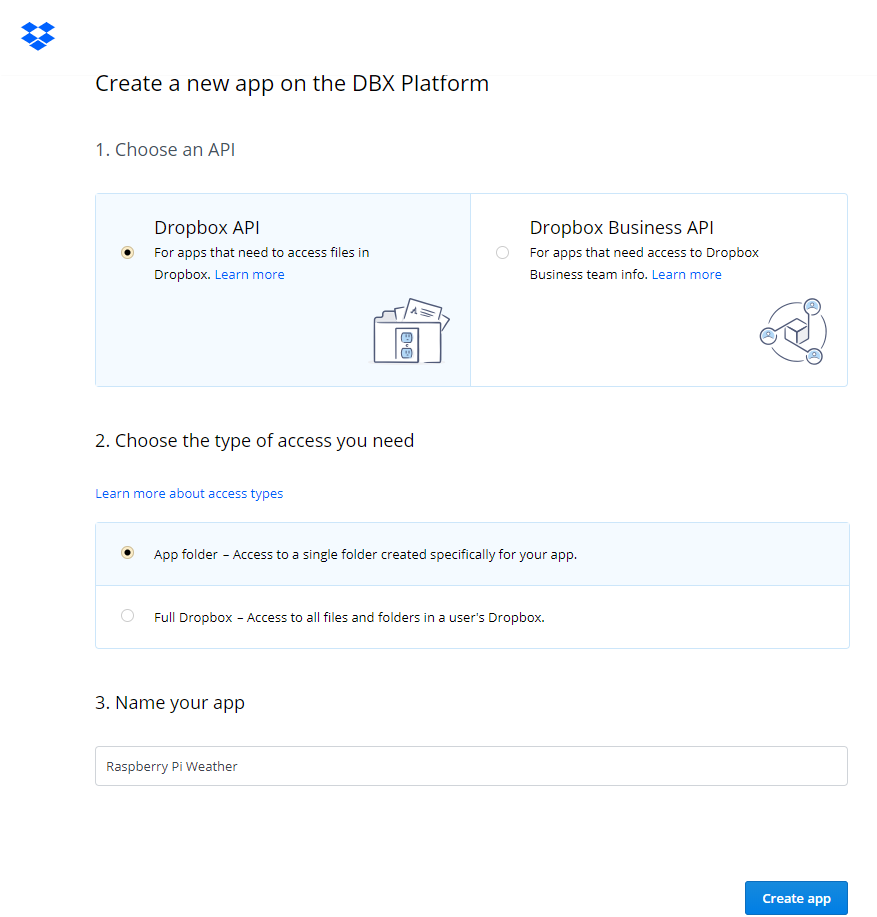 Create a new app on the DBX Platform
1. Choose an API
Dropbox API
For apps that need to access files in
Dropbox. Learn more
Dropbox Business API
For apps that need access to Dropbox
Business team info. Learn more
2. Choose the type of access you need
Learn more about access types
App folder – Access to a single folder created specifically for your app.
Full Dropbox – Access to all files and folders in a user's Dropbox.
3. Name your app
Raspberry Pi Weather
Create app